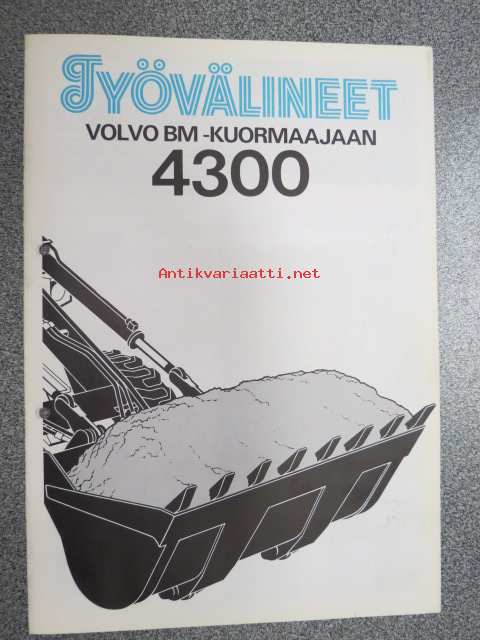 TYÖVÄLINEET
VOLVO BM -KUORMAAJAAN
4300
Antikvariaatti.net